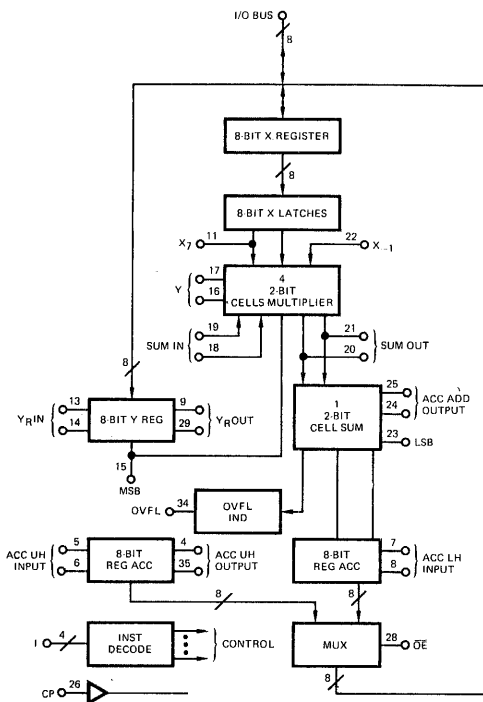 I/O BUS
8
8-BIT X REGISTER
8
8-BIT X LATCHES
X7 11
22 X-1
4
2-BIT
CELLS MULTIPLIER
Y 17
16
SUM IN 19
18
21 SUM OUT
20
8
YR IN 13
14
8-BIT Y REG
9 YR OUT
29
15
MSB
1
2-BIT
CELL SUM
25 ACC ADD
24 OUTPUT
23 LSB
OVFL 34
OVFL
IND
ACC UH 5
INPUT 6
8-BIT
REG ACC
4 ACC UH
35 OUTPUT
8-BIT
REG ACC
7 ACC LH
8 INPUT
8
8
I 4
INST
DECODE
CONTROL
MUX
28 OE
8
CP 26